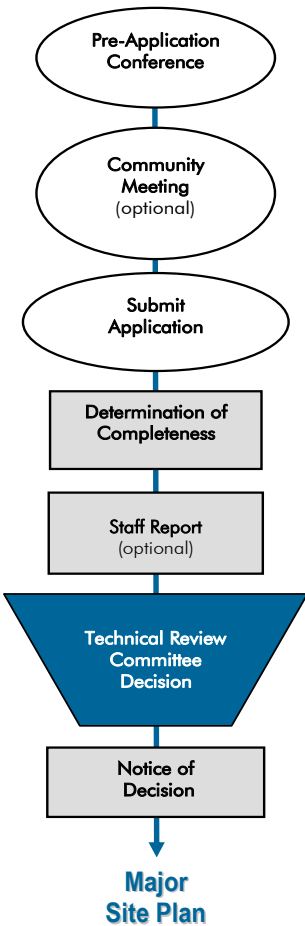 Pre-Application
Conference
Community
Meeting
(optional)
Submit
Application
Determination of
Completeness
Staff Report
(optional)
Technical Review
Committee
Decision
Notice of
Decision
Major
Site Plan